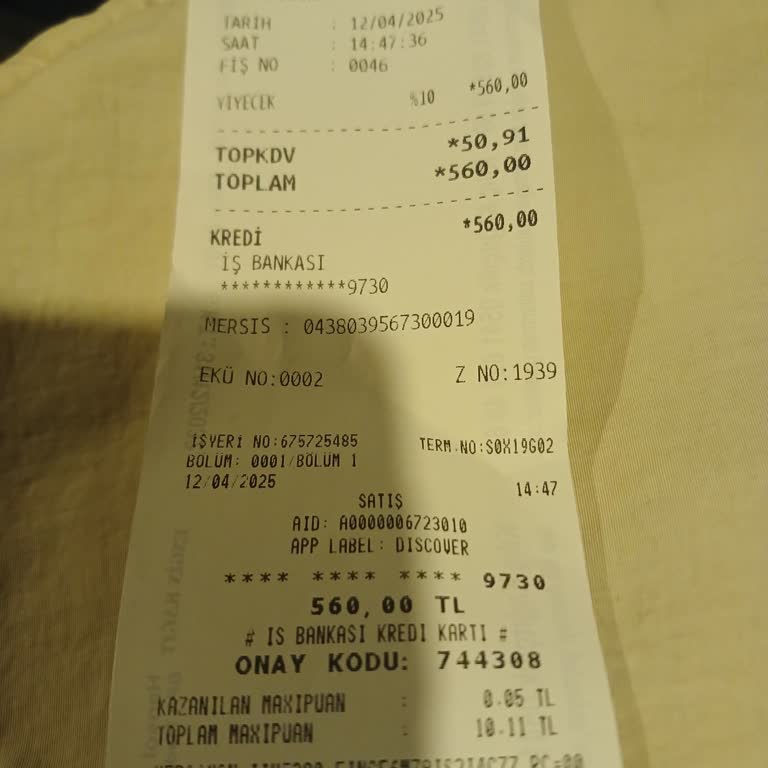 TARİH : 12/04/2025
SAAT : 14:47:36
FİŞ NO : 0046
YİYECEK %10 *560,00
TOPKDV *50,91
TOPLAM *560,00
KREDİ *560,00
İŞ BANKASI
************9730
MERSIS : 0438039567300019
EKÜ NO:0002 Z NO:1939
İŞYERİ NO:675725485 TERM.NO:S0X19G02
BÖLÜM: 0001/BÖLÜM 1
12/04/2025 14:47
SATIŞ
AID: A0000006723010
APP LABEL: DISCOVER
**** **** **** 9730
560,00 TL
# IS BANKASI KREDI KARTI #
ONAY KODU: 744308
KAZANILAN MAXIPUAN : 0.05 TL
TOPLAM MAXIPUAN : 10.11 TL